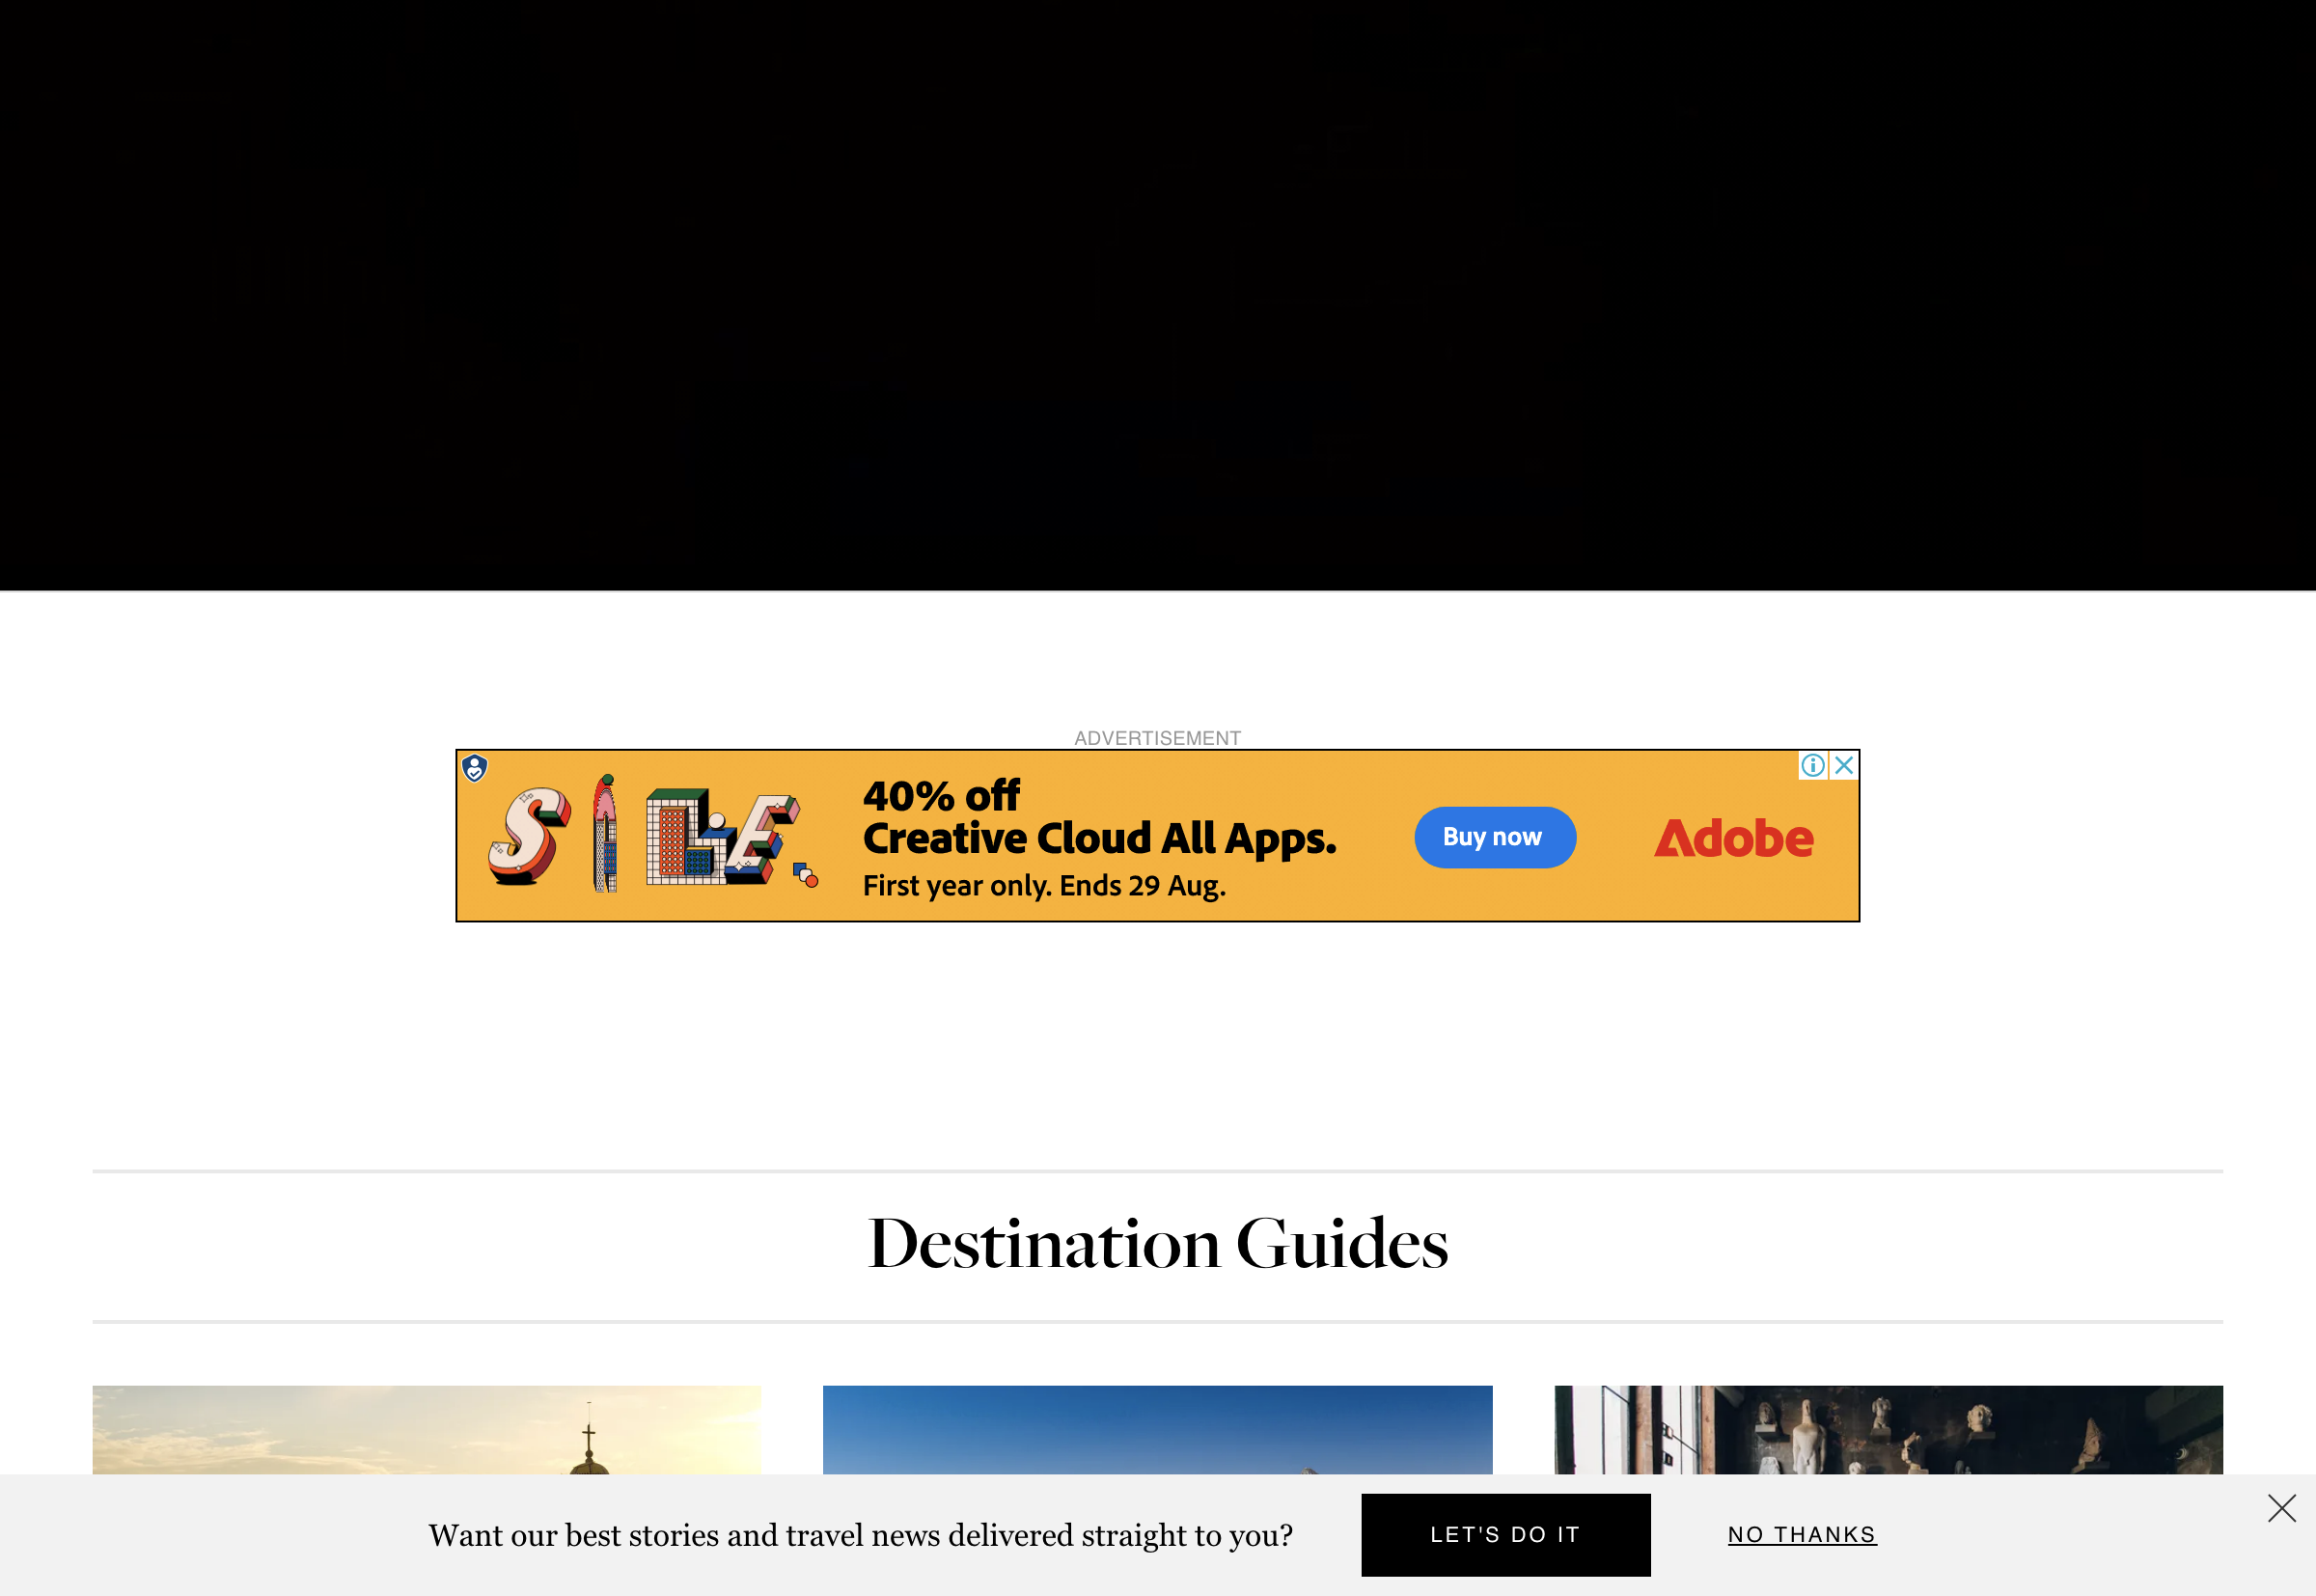 ADVERTISEMENT
SALE.
40% off
Creative Cloud All Apps.
First year only. Ends 29 Aug.
Buy now
Adobe
Destination Guides
Want our best stories and travel news delivered straight to you?
LET'S DO IT
NO THANKS